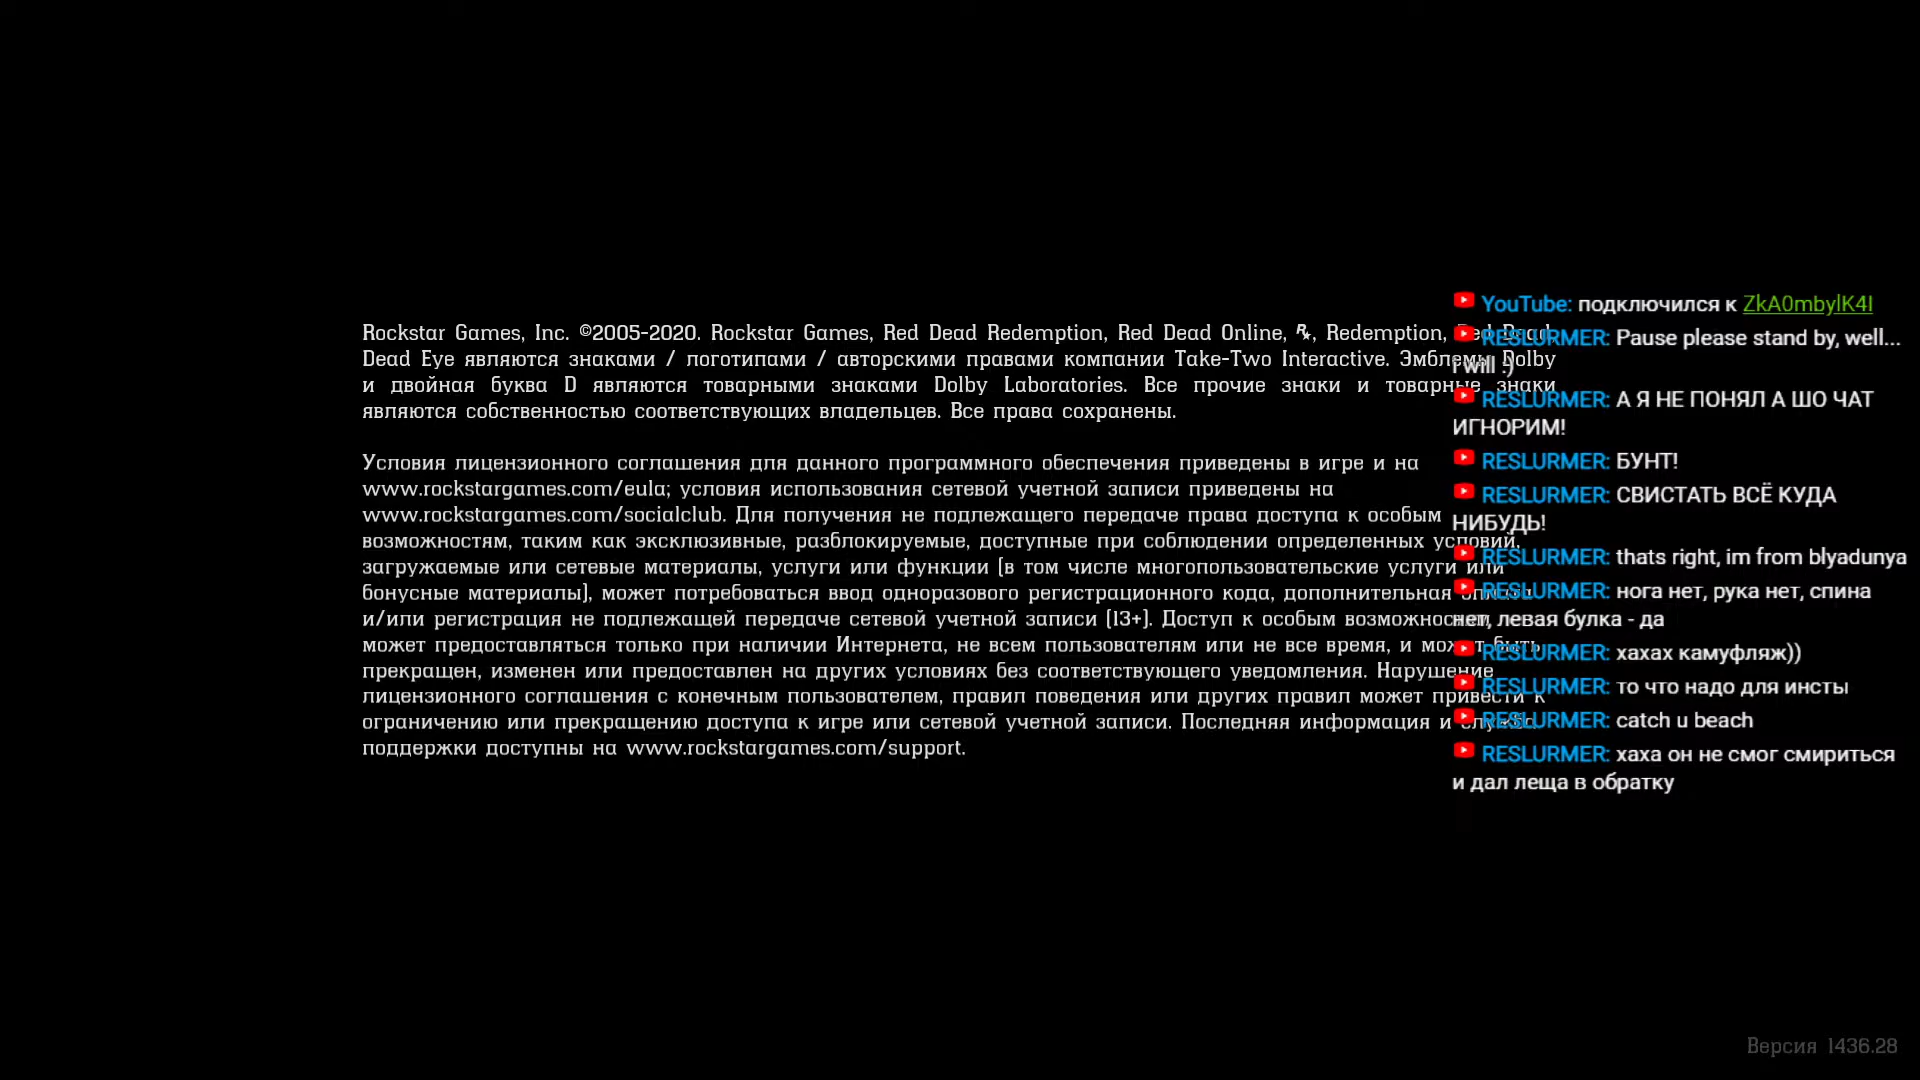 Rockstar Games, Inc. ©2005-2020. Rockstar Games, Red Dead Redemption, Red Dead Online, R★, Redemption, Red Dead,
Dead Eye являются знаками / логотипами / авторскими правами компании Take-Two Interactive. Эмблемы Dolby
и двойная буква D являются товарными знаками Dolby Laboratories. Все прочие знаки и товарные знаки
являются собственностью соответствующих владельцев. Все права сохранены.
Условия лицензионного соглашения для данного программного обеспечения приведены в игре и на
www.rockstargames.com/eula; условия использования сетевой учетной записи приведены на
www.rockstargames.com/socialclub. Для получения не подлежащего передаче права доступа к особым
возможностям, таким как эксклюзивные, разблокируемые, доступные при соблюдении определенных условий,
загружаемые или сетевые материалы, услуги или функции (в том числе многопользовательские услуги или
бонусные материалы), может потребоваться ввод одноразового регистрационного кода, дополнительная оплата
и/или регистрация не подлежащей передаче сетевой учетной записи (13+). Доступ к особым возможностям
может предоставляться только при наличии Интернета, не всем пользователям или не все время, и может быть
прекращен, изменен или предоставлен на других условиях без соответствующего уведомления. Нарушение
лицензионного соглашения с конечным пользователем, правил поведения или других правил может привести к
ограничению или прекращению доступа к игре или сетевой учетной записи. Последняя информация и служба
поддержки доступны на www.rockstargames.com/support.
YouTube: подключился к ZkA0mbylK4I
RESLURMER: Pause please stand by, well...
I will :)
RESLURMER: А Я НЕ ПОНЯЛ А ШО ЧАТ
ИГНОРИМ!
RESLURMER: БУНТ!
RESLURMER: СВИСТАТЬ ВСЁ КУДА
НИБУДЬ!
RESLURMER: thats right, im from blyadunya
RESLURMER: нога нет, рука нет, спина
нет, левая булка - да
RESLURMER: хахах камуфляж))
RESLURMER: то что надо для инсты
RESLURMER: catch u beach
RESLURMER: хаха он не смог смириться
и дал леща в обратку
Версия 1436.28